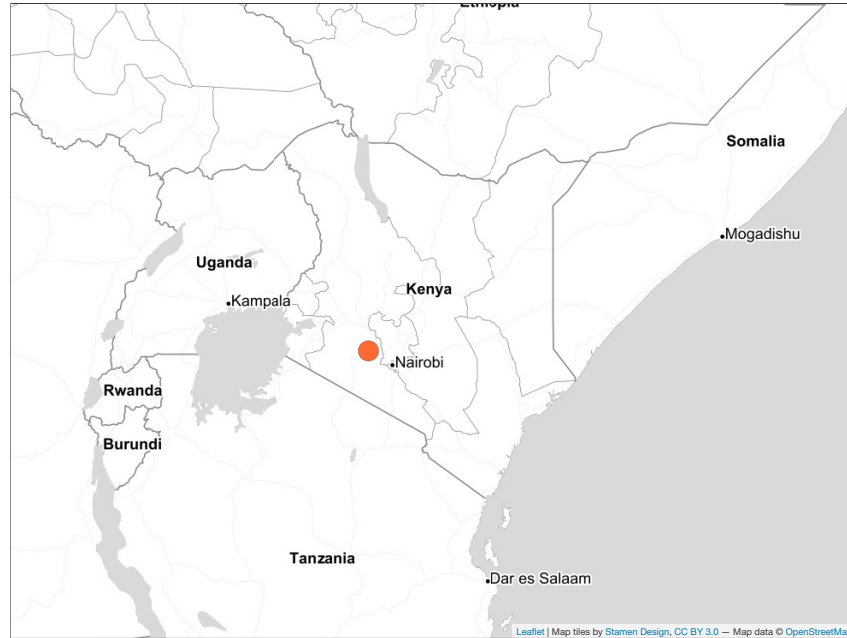 Ethiopia
Somalia
Mogadishu
Uganda
Kenya
Kampala
Nairobi
Rwanda
Burundi
Tanzania
Dar es Salaam
Leaflet | Map tiles by Stamen Design, CC BY 3.0 — Map data © OpenStreetMa